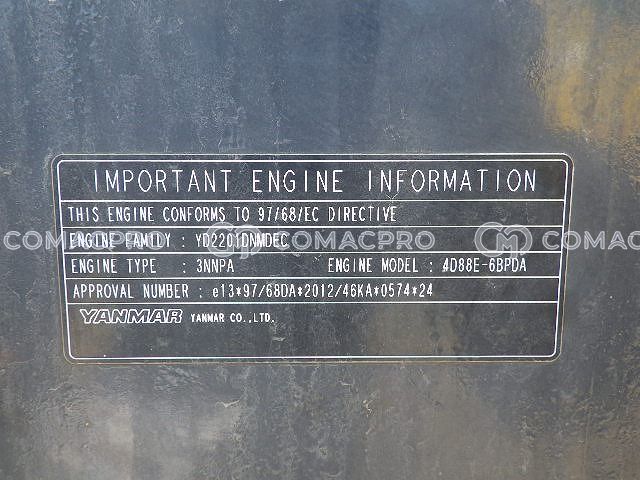 IMPORTANT ENGINE INFORMATION
THIS ENGINE CONFORMS TO 97/68/EC DIRECTIVE
COMACPRO COMACPRO COMACPRO
ENGINE FAMILY : YD2201DNMDEC
ENGINE TYPE : 3NNPA ENGINE MODEL : 4D88E-6BPDA
APPROVAL NUMBER : e13*97/68DA*2012/46KA*0574*24
YANMAR YANMAR CO.,LTD.